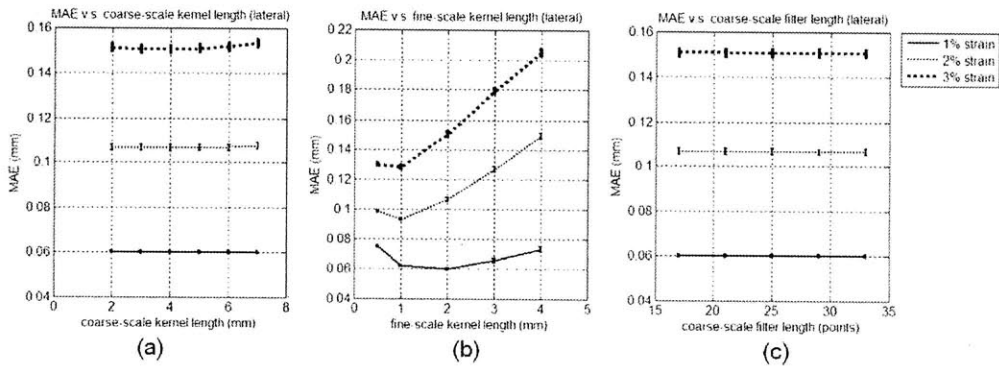 MAE v s coarse-scale kernel length (lateral)
0.16
0.14
0.12
0.1
0.08
0.06
0.04
0 2 4 6 8
MAE (mm)
coarse-scale kernel length (mm)
(a)
MAE v s fine-scale kernel length (lateral)
0.22
0.2
0.18
0.16
0.14
0.12
0.1
0.08
0.06
0.04
0 1 2 3 4 5
MAE (mm)
fine-scale kernel length (mm)
(b)
MAE v s coarse-scale filter length (lateral)
0.16
0.14
0.12
0.1
0.08
0.06
0.04
15 20 25 30 35
MAE (mm)
coarse-scale filter length (points)
(c)
1% strain
2% strain
3% strain